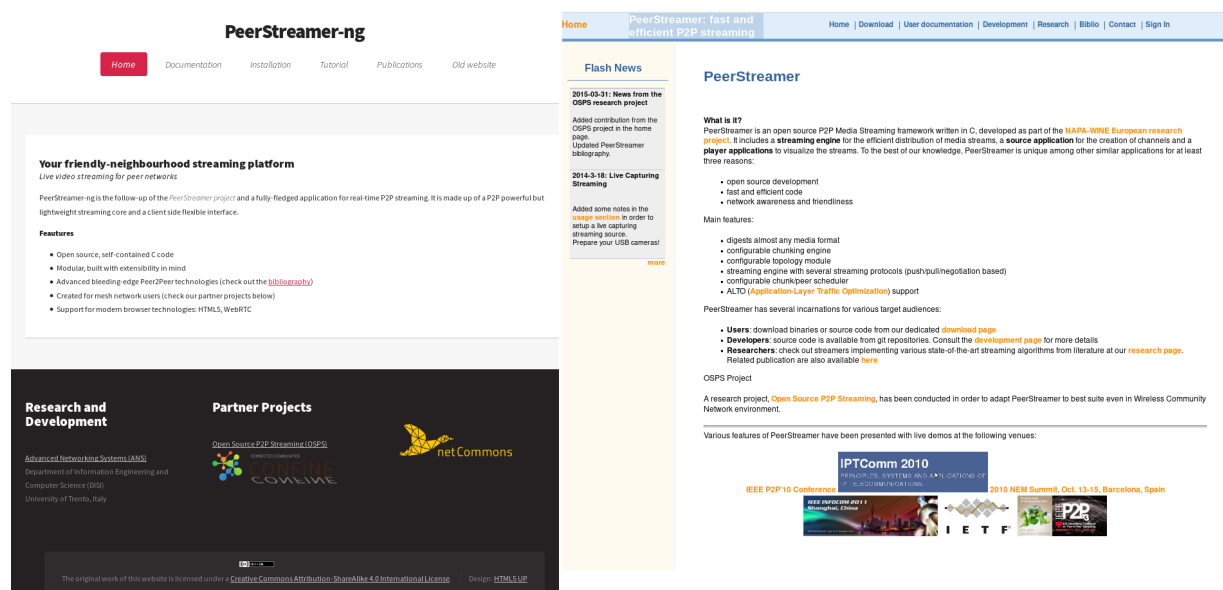 PeerStreamer-ng
Home
Documentation
Installation
Tutorial
Publications
Old website
Your friendly-neighbourhood streaming platform
Live video streaming for peer networks
PeerStreamer-ng is the follow-up of the PeerStreamer project and a fully-fledged application for real-time P2P streaming. It is made up of a P2P powerful but
lightweight streaming core and a client side flexible interface.
Feautures
Open source, self-contained C code
Modular, built with extensibility in mind
Advanced bleeding-edge Peer2Peer technologies (check out the bibliography)
Created for mesh network users (check our partner projects below)
Support for modern browser technologies: HTML5, WebRTC
Research and
Development
Advanced Networking Systems (ANS)
Department of Information Engineering and
Computer Science (DISI)
University of Trento, Italy
Partner Projects
Open Source P2P Streaming (OSPS)
CONNECTED COMMUNITIES
CONFINE
netCommons
The original work of this website is licensed under a Creative Commons Attribution-ShareAlike 4.0 International License.
Design: HTML5 UP
Home
PeerStreamer: fast and
efficient P2P streaming
Home | Download | User documentation | Development | Research | Biblio | Contact | Sign In
Flash News
2015-03-31: News from the
OSPS research project
Added contribution from the
OSPS project in the home
page.
Updated PeerStreamer
bibliography.
2014-3-18: Live Capturing
Streaming
Added some notes in the
usage section in order to
setup a live capturing
streaming source.
Prepare your USB cameras!
more
PeerStreamer
What is it?
PeerStreamer is an open source P2P Media Streaming framework written in C, developed as part of the NAPA-WINE European research
project. It includes a streaming engine for the efficient distribution of media streams, a source application for the creation of channels and a
player applications to visualize the streams. To the best of our knowledge, PeerStreamer is unique among other similar applications for at least
three reasons:
open source development
fast and efficient code
network awareness and friendliness
Main features:
digests almost any media format
configurable chunking engine
configurable topology module
streaming engine with several streaming protocols (push/pull/negotiation based)
configurable chunk/peer scheduler
ALTO (Application-Layer Traffic Optimization) support
PeerStreamer has several incarnations for various target audiences:
Users: download binaries or source code from our dedicated download page
Developers: source code is available from git repositories. Consult the development page for more details
Researchers: check out streamers implementing various state-of-the-art streaming algorithms from literature at our research page.
Related publication are also available here
OSPS Project
A research project, Open Source P2P Streaming, has been conducted in order to adapt PeerStreamer to best suite even in Wireless Community
Network environment.
Various features of PeerStreamer have been presented with live demos at the following venues:
IPTComm 2010
PRINCIPLES, SYSTEMS AND APPLICATIONS OF
IP TELECOMMUNICATIONS
IEEE P2P'10 Conference
2010 NEM Summit, Oct. 13-15, Barcelona, Spain
IEEE INFOCOM 2011
Shanghai, China
I E T F
IEEE P2P